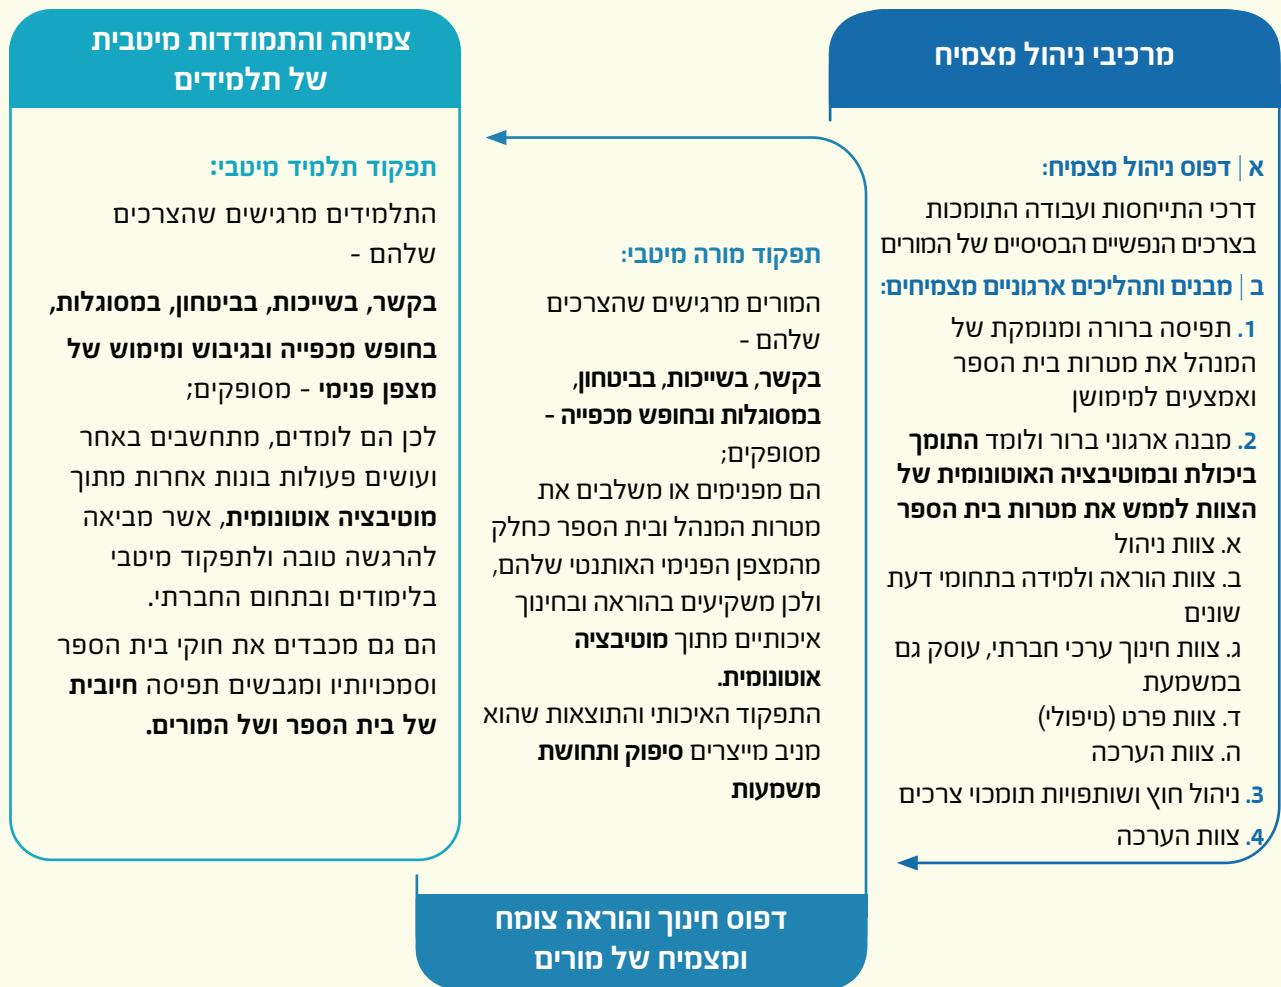 מרכיבי ניהול מצמיח
א | דפוס ניהול מצמיח:
דרכי התייחסות ועבודה התומכות
בצרכים הנפשיים הבסיסיים של המורים
ב | מבנים ותהליכים ארגוניים מצמיחים:
1. תפיסה ברורה ומנומקת של
המנהל את מטרות בית הספר
ואמצעים למימושן
2. מבנה ארגוני ברור ולומד התומך
ביכולת ובמוטיבציה האוטונומית של
הצוות לממש את מטרות בית הספר
א. צוות ניהול
ב. צוות הוראה ולמידה בתחומי דעת
שונים
ג. צוות חינוך ערכי חברתי, עוסק גם
במשמעת
ד. צוות פרט (טיפולי)
ה. צוות הערכה
3. ניהול חוץ ושותפויות תומכוי צרכים
4. צוות הערכה
תפקוד מורה מיטבי:
המורים מרגישים שהצרכים
שלהם -
בקשר, בשייכות, בביטחון,
במסוגלות ובחופש מכפייה -
מסופקים;
הם מפנימים או משלבים את
מטרות המנהל ובית הספר כחלק
מהמצפן הפנימי האותנטי שלהם,
ולכן משקיעים בהוראה ובחינוך
איכותיים מתוך מוטיבציה
אוטונומית.
התפקוד האיכותי והתוצאות שהוא
מניב מייצרים סיפוק ותחושת
משמעות
דפוס חינוך והוראה צומח
ומצמיח של מורים
צמיחה והתמודדות מיטבית
של תלמידים
תפקוד תלמיד מיטבי:
התלמידים מרגישים שהצרכים
שלהם -
בקשר, בשייכות, בביטחון, במסוגלות,
בחופש מכפייה ובגיבוש ומימוש של
מצפן פנימי - מסופקים;
לכן הם לומדים, מתחשבים באחר
ועושים פעולות בונות אחרות מתוך
מוטיבציה אוטונומית, אשר מביאה
להרגשה טובה ולתפקוד מיטבי
בלימודים ובתחום החברתי.
הם גם מכבדים את חוקי בית הספר
וסמכויותיו ומגבשים תפיסה חיובית
של בית הספר ושל המורים.